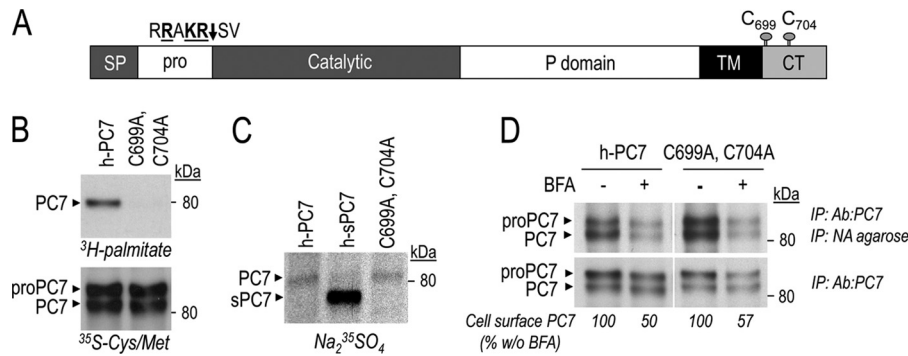 A
RRAKR SV
C699
C704
SP
pro
Catalytic
P domain
TM
CT
B
h-PC7
C699A,
C704A
kDa
PC7
80
³H-palmitate
proPC7
PC7
80
³⁵S-Cys/Met
C
h-PC7
h-sPC7
C699A, C704A
kDa
PC7
sPC7
80
Na₂³⁵SO₄
D
h-PC7 C699A, C704A
BFA - + - + kDa
proPC7
PC7
80
IP: Ab:PC7
IP: NA agarose
proPC7
PC7
80
IP: Ab:PC7
Cell surface PC7 100 50 100 57
(% w/o BFA)